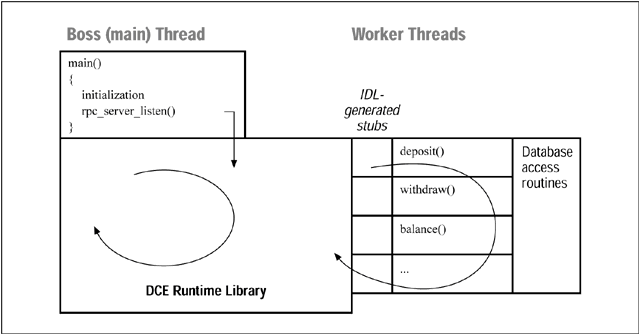 Boss (main) Thread
Worker Threads
main()
{
initialization
rpc_server_listen()
}
IDL-
generated
stubs
deposit()
withdraw()
balance()
...
Database
access
routines
DCE Runtime Library